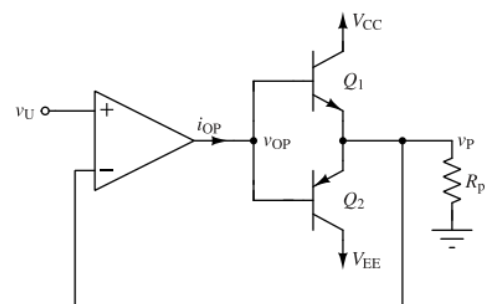 V_CC
Q_1
v_U
+
i_OP
v_OP
v_P
−
R_p
Q_2
V_EE